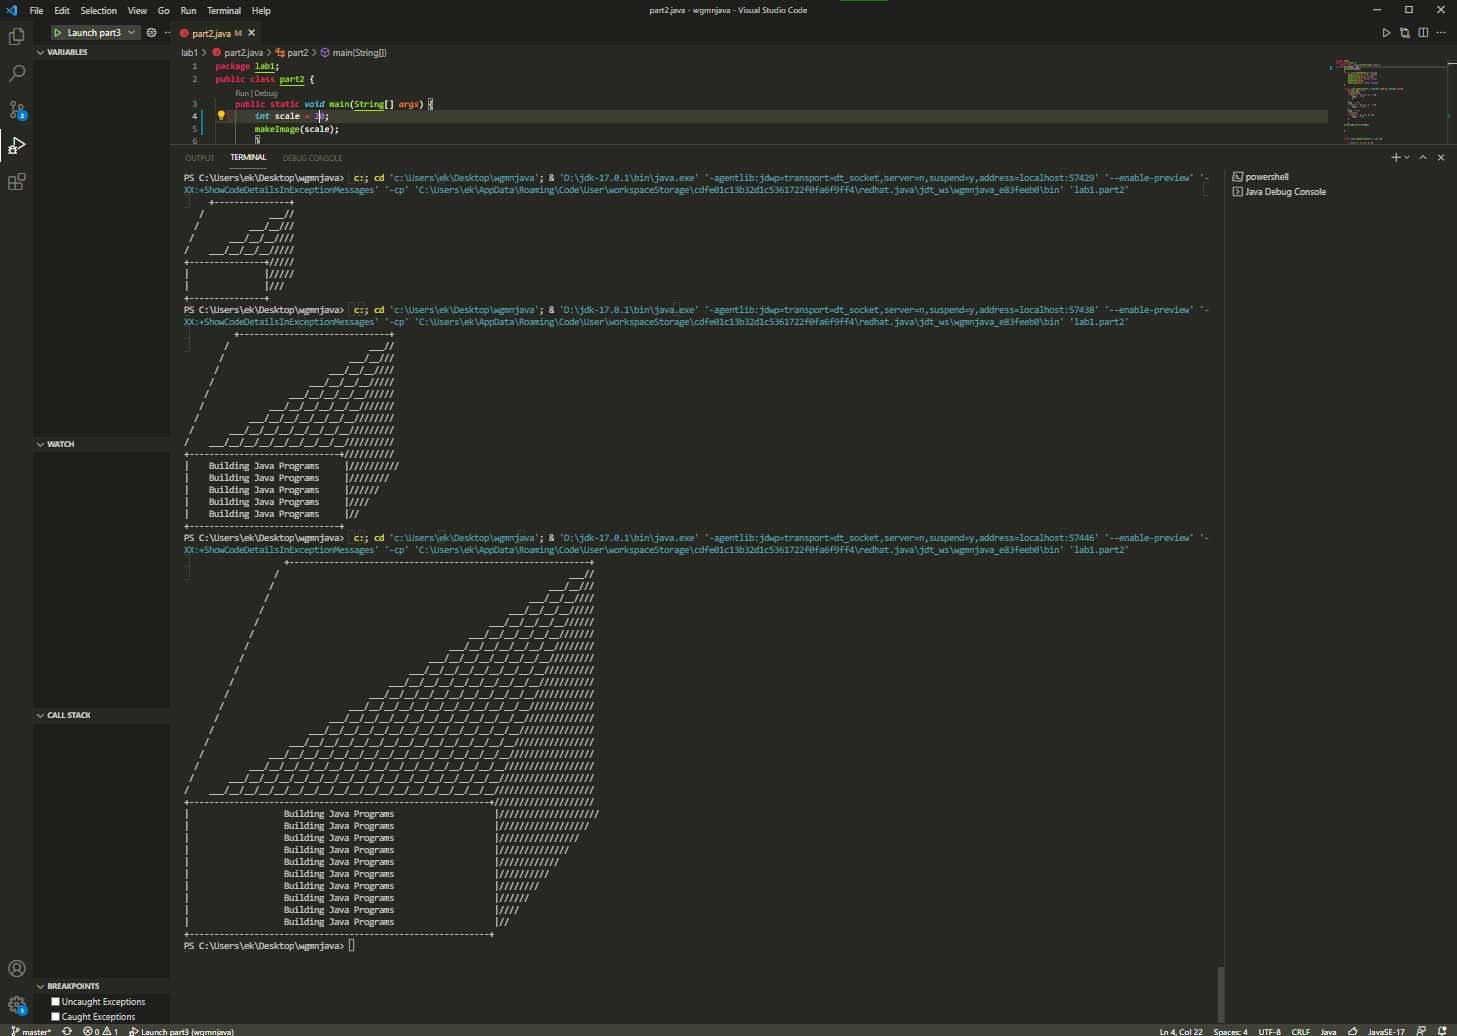 File Edit Selection View Go Run Terminal Help
part2.java - wgmnjava - Visual Studio Code
Launch part3
part2.java M
VARIABLES
lab1 > part2.java > part2 > main(String[])
1 package lab1;
2 public class part2 {
Run | Debug
3 public static void main(String[] args) {
4 int scale = 20;
5 makeImage(scale);
6 }
OUTPUT TERMINAL DEBUG CONSOLE
powershell
Java Debug Console
PS C:\Users\ek\Desktop\wgmnjava> c:; cd 'c:\Users\ek\Desktop\wgmnjava'; & 'D:\jdk-17.0.1\bin\java.exe' '-agentlib:jdwp=transport=dt_socket,server=n,suspend=y,address=localhost:57429' '--enable-preview' '-
XX:+ShowCodeDetailsInExceptionMessages' '-cp' 'C:\Users\ek\AppData\Roaming\Code\User\workspaceStorage\cdfe01c13b32d1c5361722f0fa6f9ff4\redhat.java\jdt_ws\wgmnjava_e83feeb0\bin' 'lab1.part2'
PS C:\Users\ek\Desktop\wgmnjava> c:; cd 'c:\Users\ek\Desktop\wgmnjava'; & 'D:\jdk-17.0.1\bin\java.exe' '-agentlib:jdwp=transport=dt_socket,server=n,suspend=y,address=localhost:57438' '--enable-preview' '-
XX:+ShowCodeDetailsInExceptionMessages' '-cp' 'C:\Users\ek\AppData\Roaming\Code\User\workspaceStorage\cdfe01c13b32d1c5361722f0fa6f9ff4\redhat.java\jdt_ws\wgmnjava_e83feeb0\bin' 'lab1.part2'
WATCH
| Building Java Programs |//////////
| Building Java Programs |////////
| Building Java Programs |//////
| Building Java Programs |////
| Building Java Programs |//
PS C:\Users\ek\Desktop\wgmnjava> c:; cd 'c:\Users\ek\Desktop\wgmnjava'; & 'D:\jdk-17.0.1\bin\java.exe' '-agentlib:jdwp=transport=dt_socket,server=n,suspend=y,address=localhost:57446' '--enable-preview' '-
XX:+ShowCodeDetailsInExceptionMessages' '-cp' 'C:\Users\ek\AppData\Roaming\Code\User\workspaceStorage\cdfe01c13b32d1c5361722f0fa6f9ff4\redhat.java\jdt_ws\wgmnjava_e83feeb0\bin' 'lab1.part2'
CALL STACK
| Building Java Programs |////////////////////
| Building Java Programs |//////////////////
| Building Java Programs |////////////////
| Building Java Programs |//////////////
| Building Java Programs |////////////
| Building Java Programs |//////////
| Building Java Programs |////////
| Building Java Programs |//////
| Building Java Programs |////
| Building Java Programs |//
PS C:\Users\ek\Desktop\wgmnjava>
BREAKPOINTS
Uncaught Exceptions
Caught Exceptions
master* 0 1 Launch part3 (wgmnjava)
Ln 4, Col 22 Spaces: 4 UTF-8 CRLF Java JavaSE-17